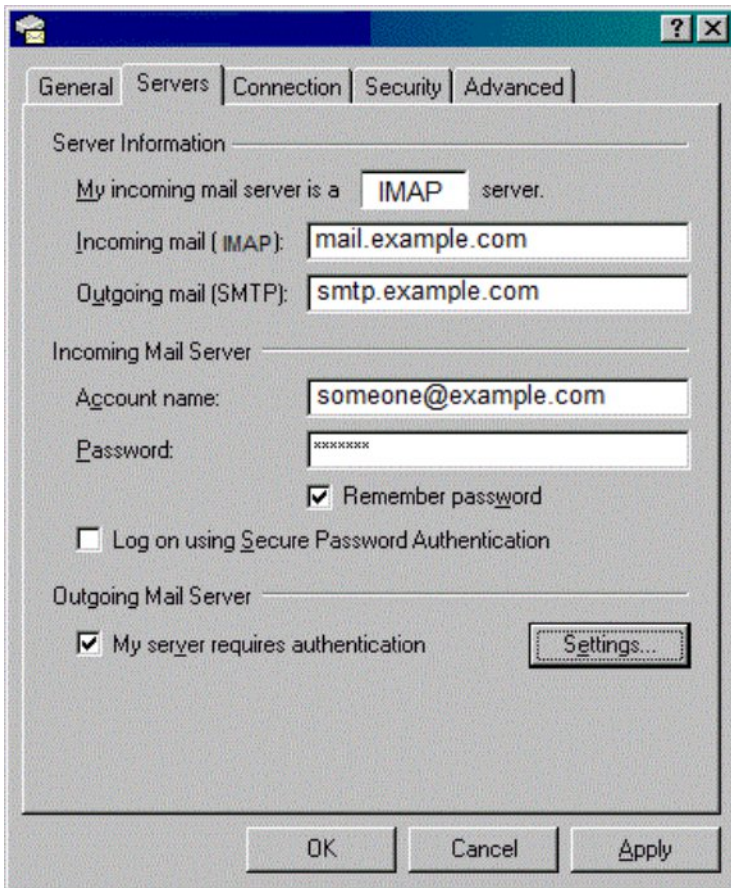 General Servers Connection Security Advanced
Server Information
My incoming mail server is a IMAP server.
Incoming mail ( IMAP):
mail.example.com
Outgoing mail (SMTP):
smtp.example.com
Incoming Mail Server
Account name:
someone@example.com
Password:
×××××××
Remember password
Log on using Secure Password Authentication
Outgoing Mail Server
My server requires authentication
Settings...
OK Cancel Apply